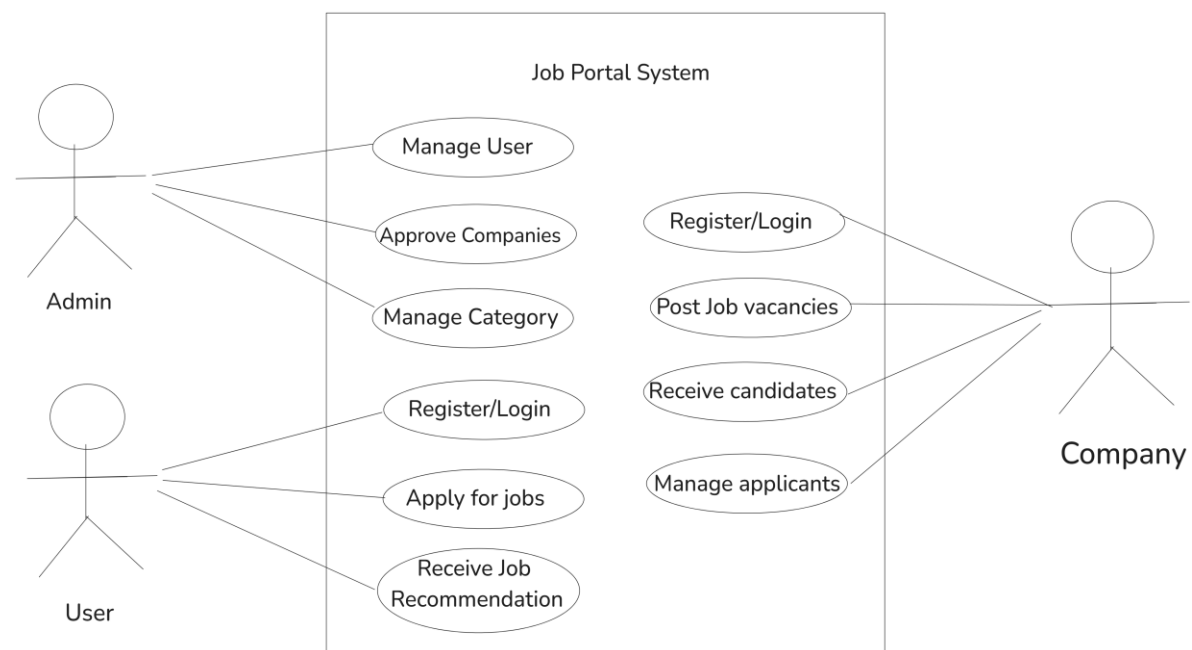 Job Portal System
Manage User
Approve Companies
Manage Category
Admin
Register/Login
Apply for jobs
Receive Job
Recommendation
User
Register/Login
Post Job vacancies
Receive candidates
Manage applicants
Company